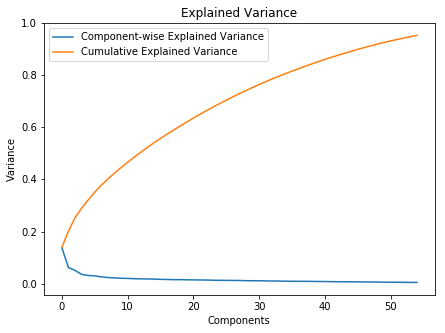 Explained Variance
Component-wise Explained Variance
Cumulative Explained Variance
1.0
0.8
0.6
0.4
0.2
0.0
Variance
0 10 20 30 40 50
Components